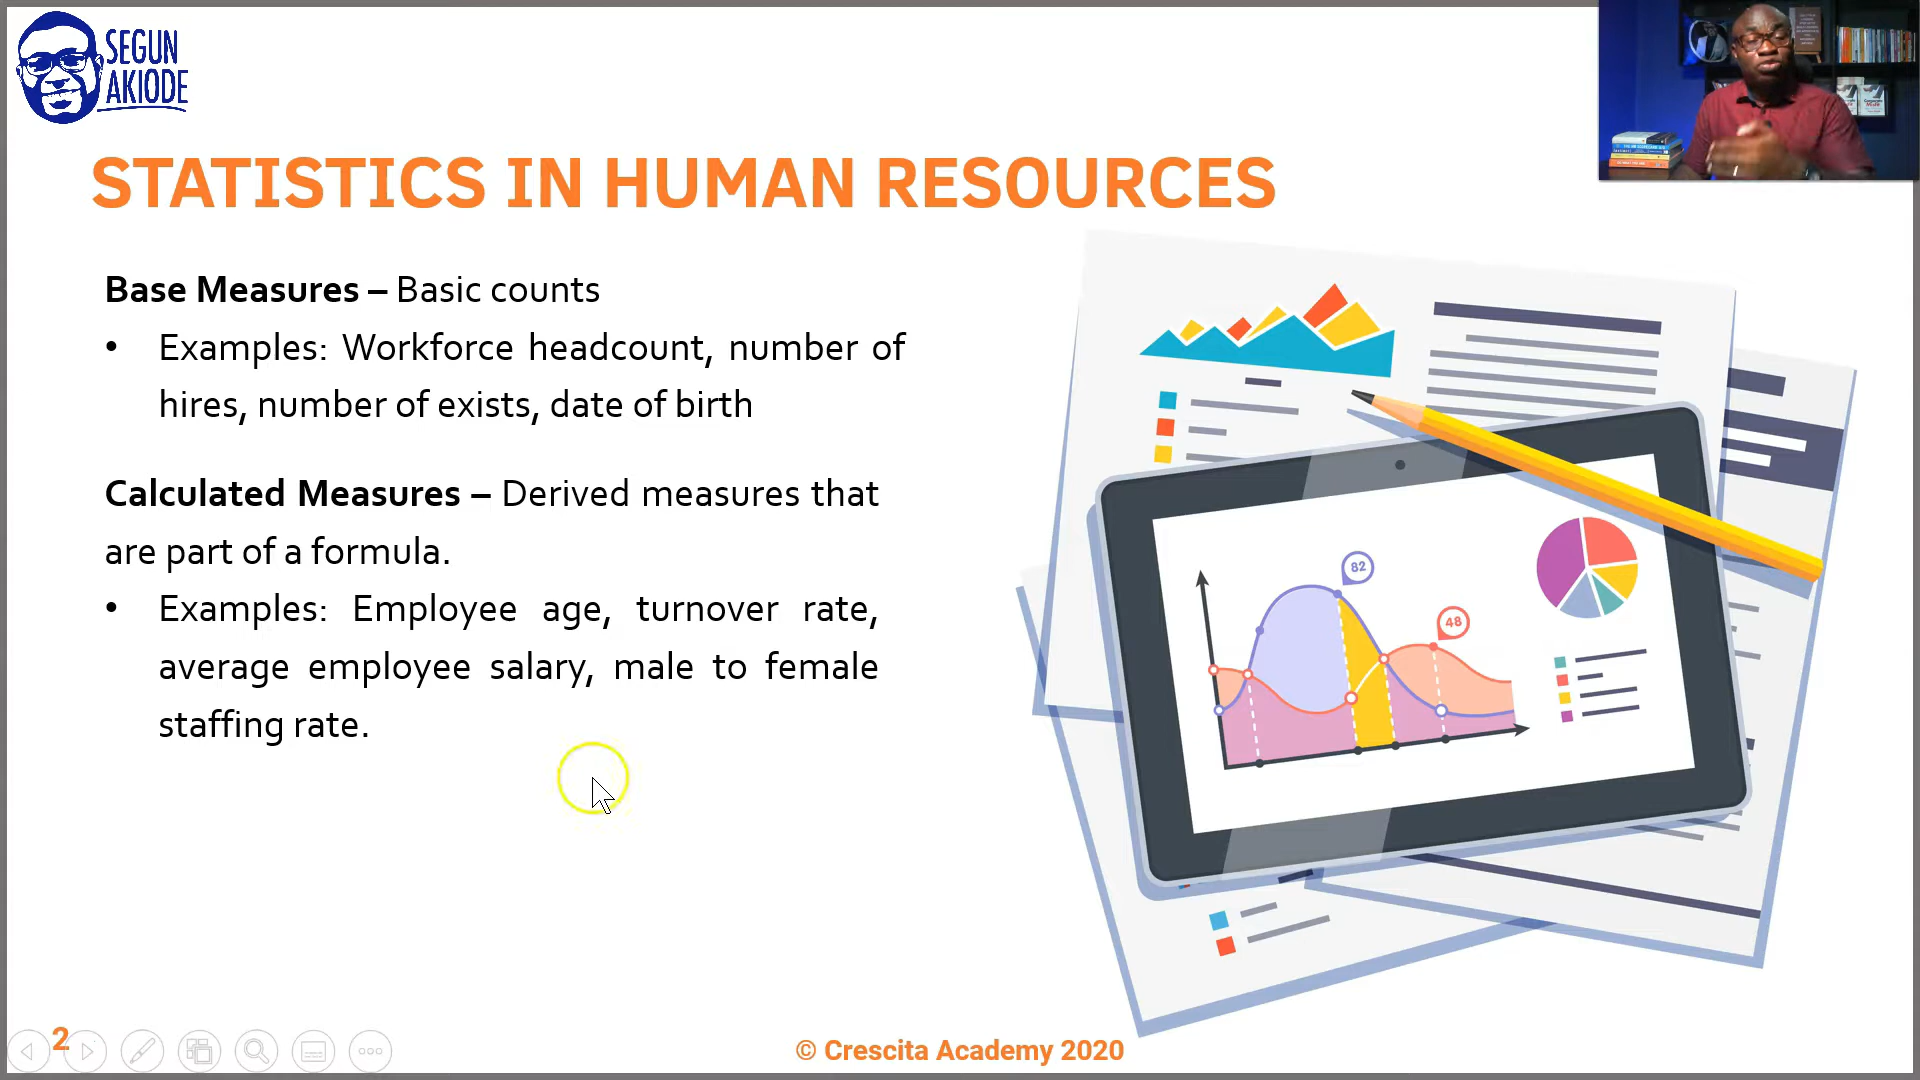 SEGUN
AKIODE
STATISTICS IN HUMAN RESOURCES
Base Measures – Basic counts
• Examples: Workforce headcount, number of
hires, number of exists, date of birth
Calculated Measures – Derived measures that
are part of a formula.
• Examples: Employee age, turnover rate,
average employee salary, male to female
staffing rate.
82
48
2
© Crescita Academy 2020